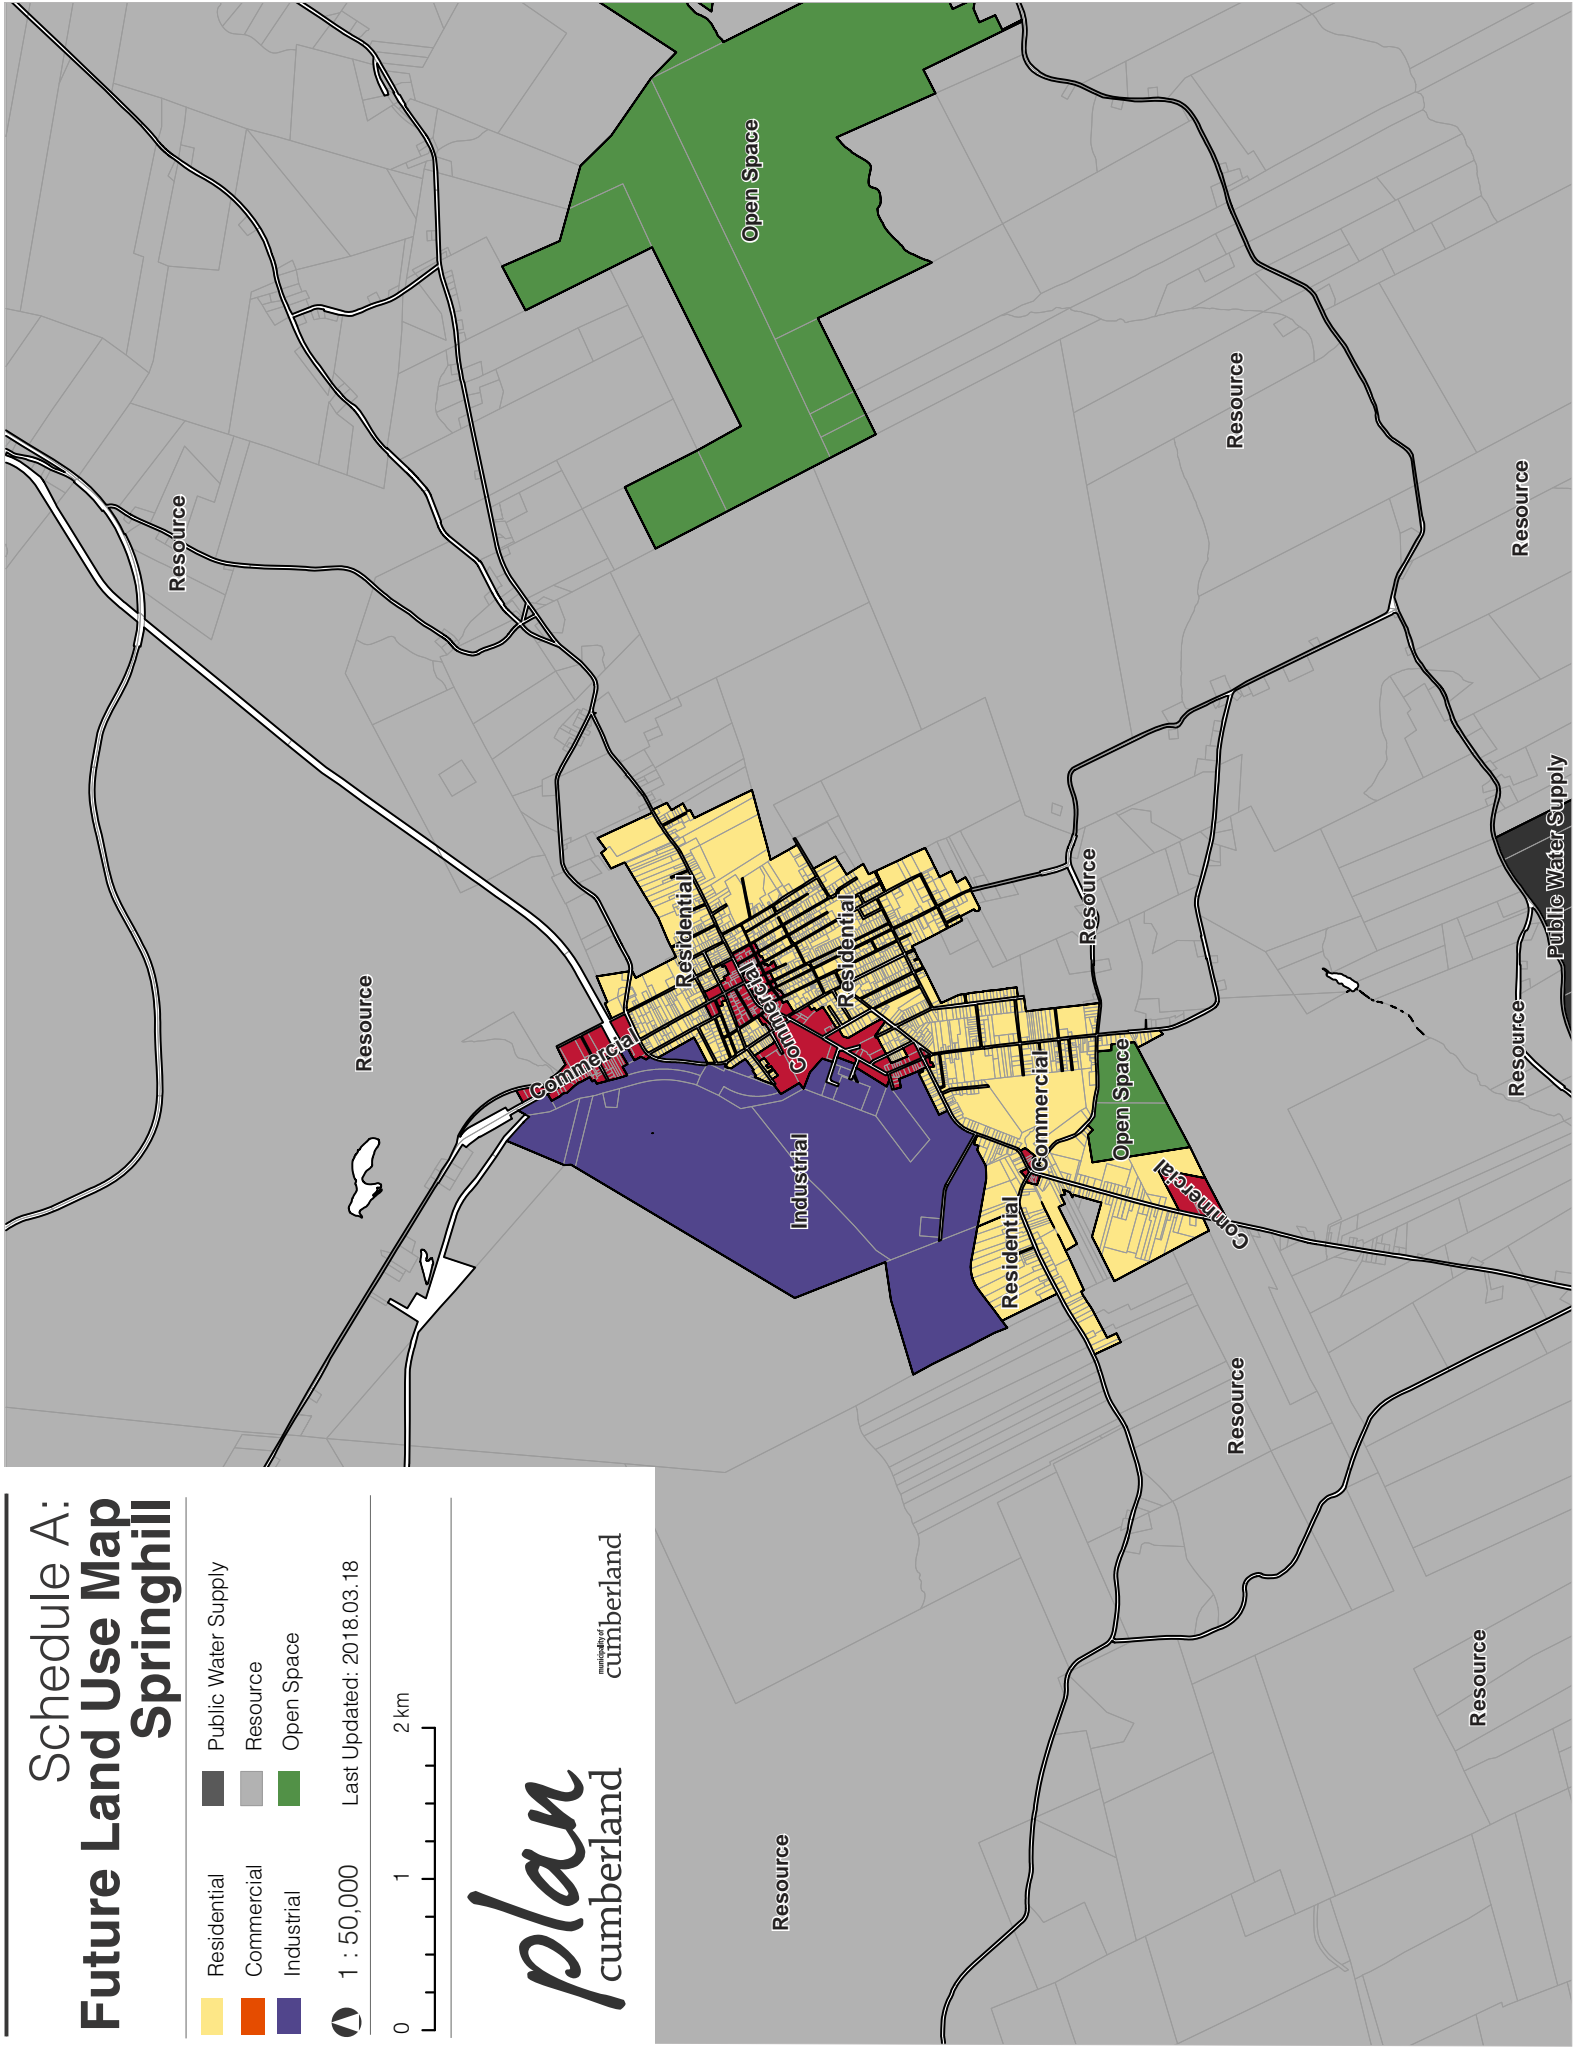 Schedule A:
Future Land Use Map
Springhill
Residential
Public Water Supply
Commercial
Resource
Industrial
Open Space
1 : 50,000
Last Updated: 2018.03.18
0
1
2 km
plan
cumberland
municipality of
cumberland
Resource
Resource
Open Space
Residential
Commercial
Commercial
Residential
Industrial
Commercial
Open Space
Residential
Commercial
Resource
Resource
Resource
Public Water Supply
Resource
Resource
Resource
Resource